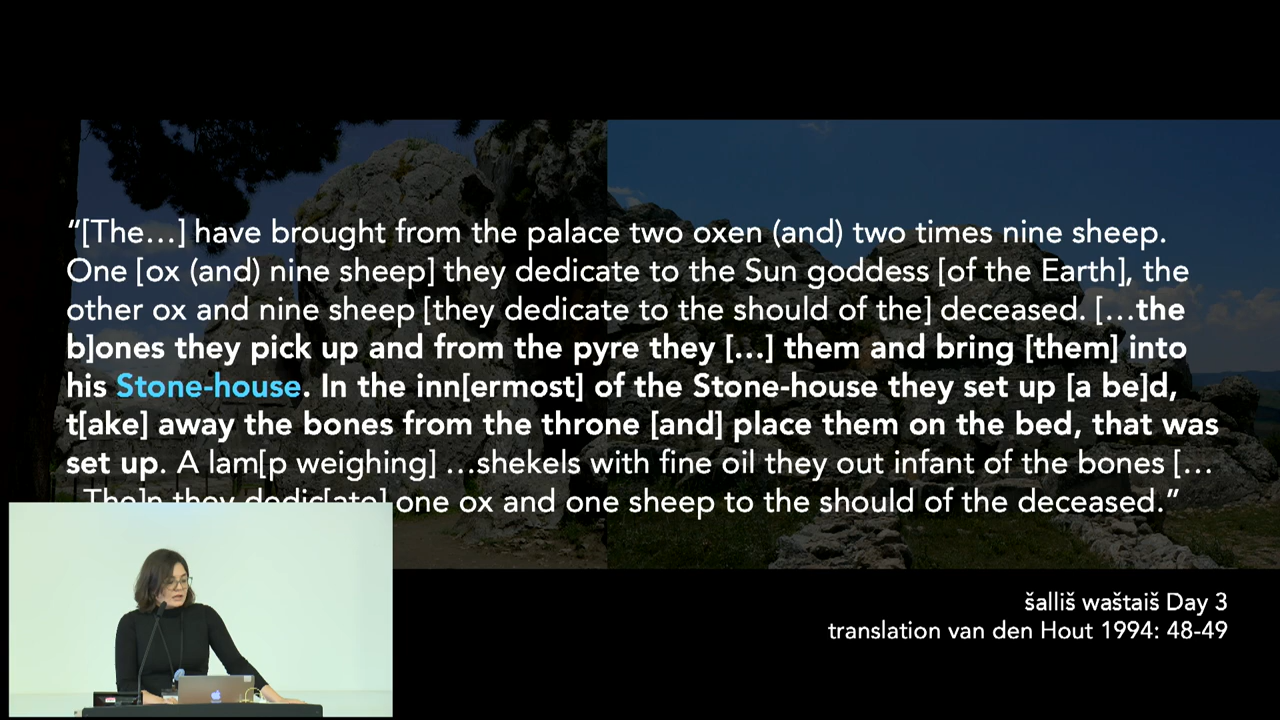 “[The…] have brought from the palace two oxen (and) two times nine sheep.
One [ox (and) nine sheep] they dedicate to the Sun goddess [of the Earth], the
other ox and nine sheep [they dedicate to the should of the] deceased. […the
b]ones they pick up and from the pyre they […] them and bring [them] into
his Stone-house. In the inn[ermost] of the Stone-house they set up [a be]d,
t[ake] away the bones from the throne [and] place them on the bed, that was
set up. A lam[p weighing] …shekels with fine oil they out infant of the bones […
The]n they dedic[ate] one ox and one sheep to the should of the deceased.”
šalliš waštaiš Day 3
translation van den Hout 1994: 48-49